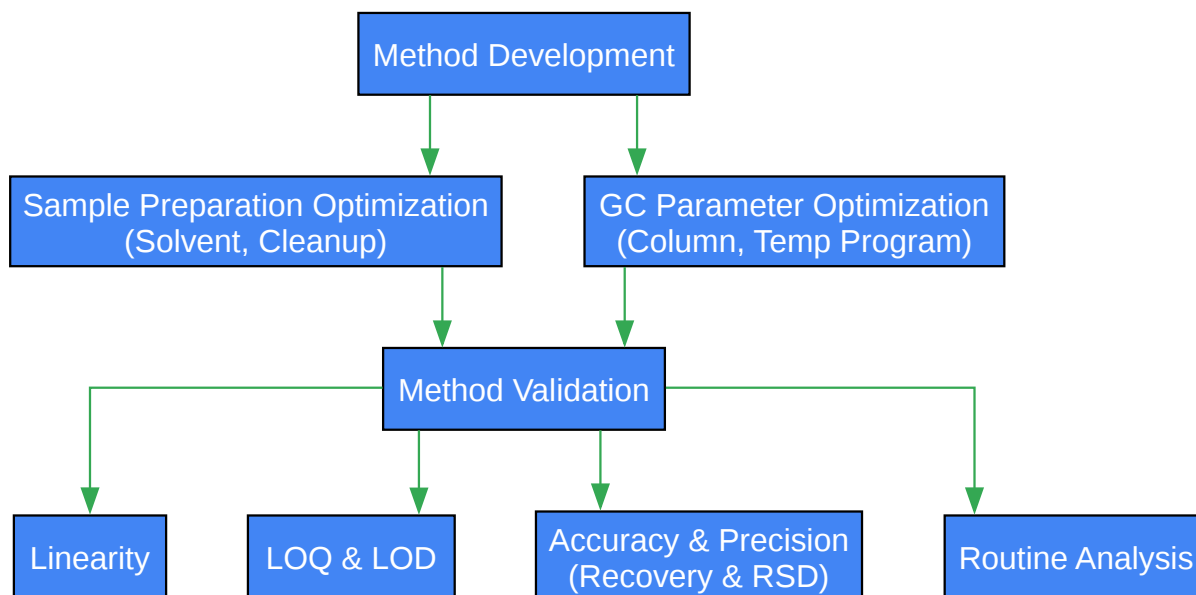 Method Development
Sample Preparation Optimization
(Solvent, Cleanup)
GC Parameter Optimization
(Column, Temp Program)
Method Validation
Linearity
LOQ & LOD
Accuracy & Precision
(Recovery & RSD)
Routine Analysis